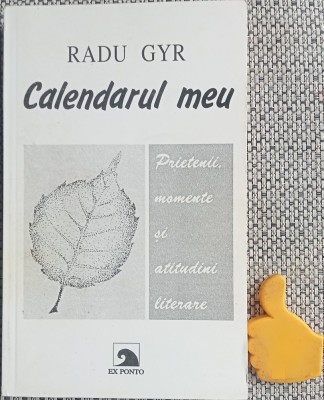 RADU GYR
Calendarul meu
Prietenii,
momente
și
atitudini
literare
EX PONTO